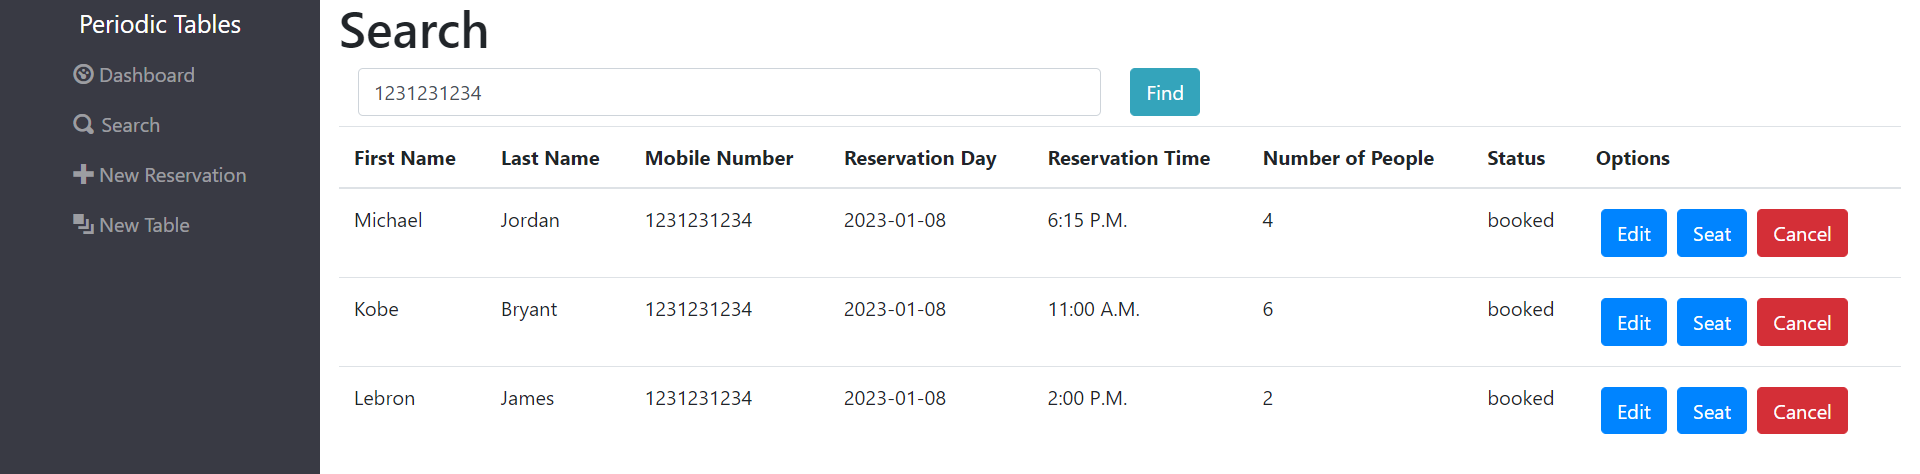 Periodic Tables
Dashboard
Search
New Reservation
New Table
Search
1231231234 Find
First Name Last Name Mobile Number Reservation Day Reservation Time Number of People Status Options
Michael Jordan 1231231234 2023-01-08 6:15 P.M. 4 booked Edit Seat Cancel
Kobe Bryant 1231231234 2023-01-08 11:00 A.M. 6 booked Edit Seat Cancel
Lebron James 1231231234 2023-01-08 2:00 P.M. 2 booked Edit Seat Cancel